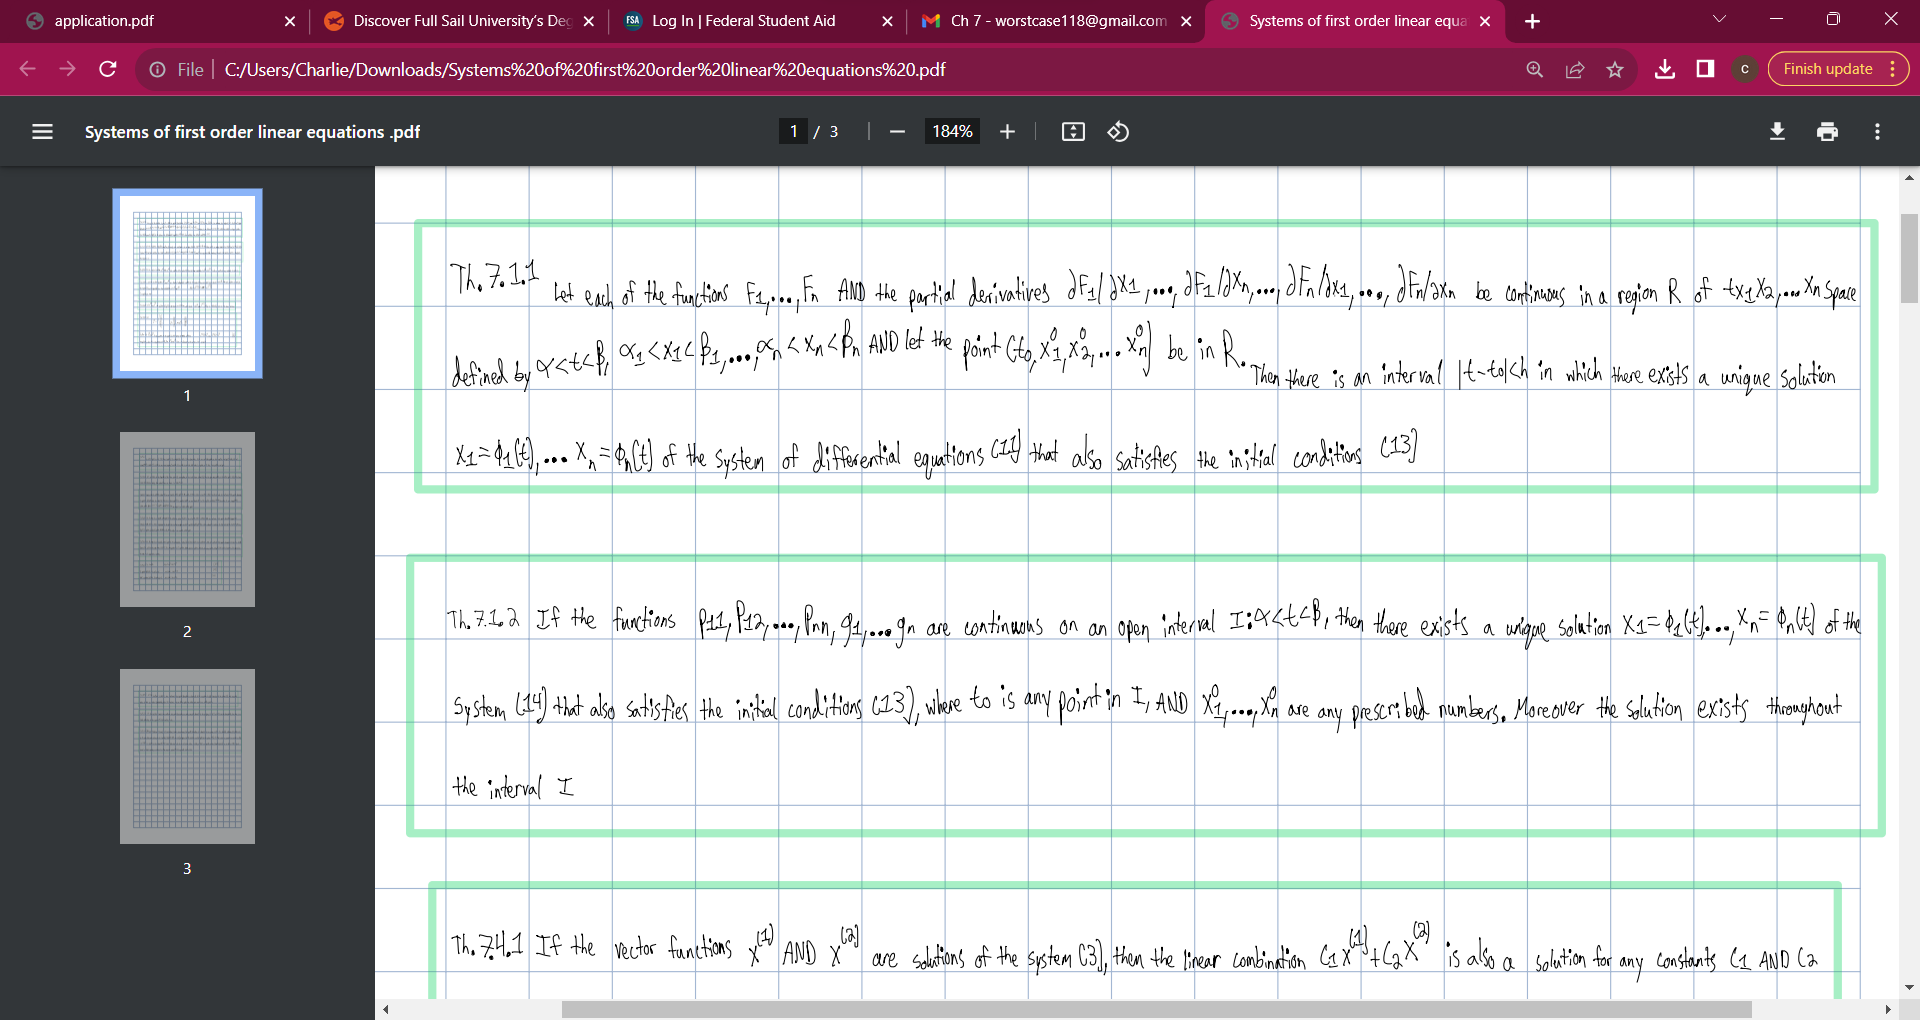 application.pdf
Discover Full Sail University's Deg
Log In | Federal Student Aid
Ch 7 - worstcase118@gmail.com
Systems of first order linear equa
File
C:/Users/Charlie/Downloads/Systems%20of%20first%20order%20linear%20equations%20.pdf
C
Finish update
Systems of first order linear equations .pdf
1 / 3
184%
1
2
3
Th. 7.1.1 Let each of the functions F1,..., Fn AND the partial derivatives ∂F1/∂X1,..., ∂F1/∂Xn,..., ∂Fn/∂x1,..., ∂Fn/∂xn be continuous in a region R of tx1x2,... Xn space
defined by α<t<β, α1<x1<β1,..., αn<xn<βn AND let the point (t0, x1⁰, x2⁰,... xn⁰) be in R. Then there is an interval |t-t0|<h in which there exists a unique solution
x1=ϕ1(t),... xn=ϕn(t) of the system of differential equations (11) that also satisfies the initial conditions (13)
Th. 7.1.2 If the functions P11, P12,..., Pnn, g1,... gn are continuous on an open interval I: α<t<β, then there exists a unique solution x1=ϕ1(t),..., xn=ϕn(t) of the
System (14) that also satisfies the initial conditions (13), where t0 is any point in I, AND x1⁰,..., xn⁰ are any prescribed numbers. Moreover the solution exists throughout
the interval I
Th. 7.4.1 If the vector functions x⁽¹⁾ AND x⁽²⁾ are solutions of the system (3), then the linear combination C1x⁽¹⁾+C2x⁽²⁾ is also a solution for any constants C1 AND C2